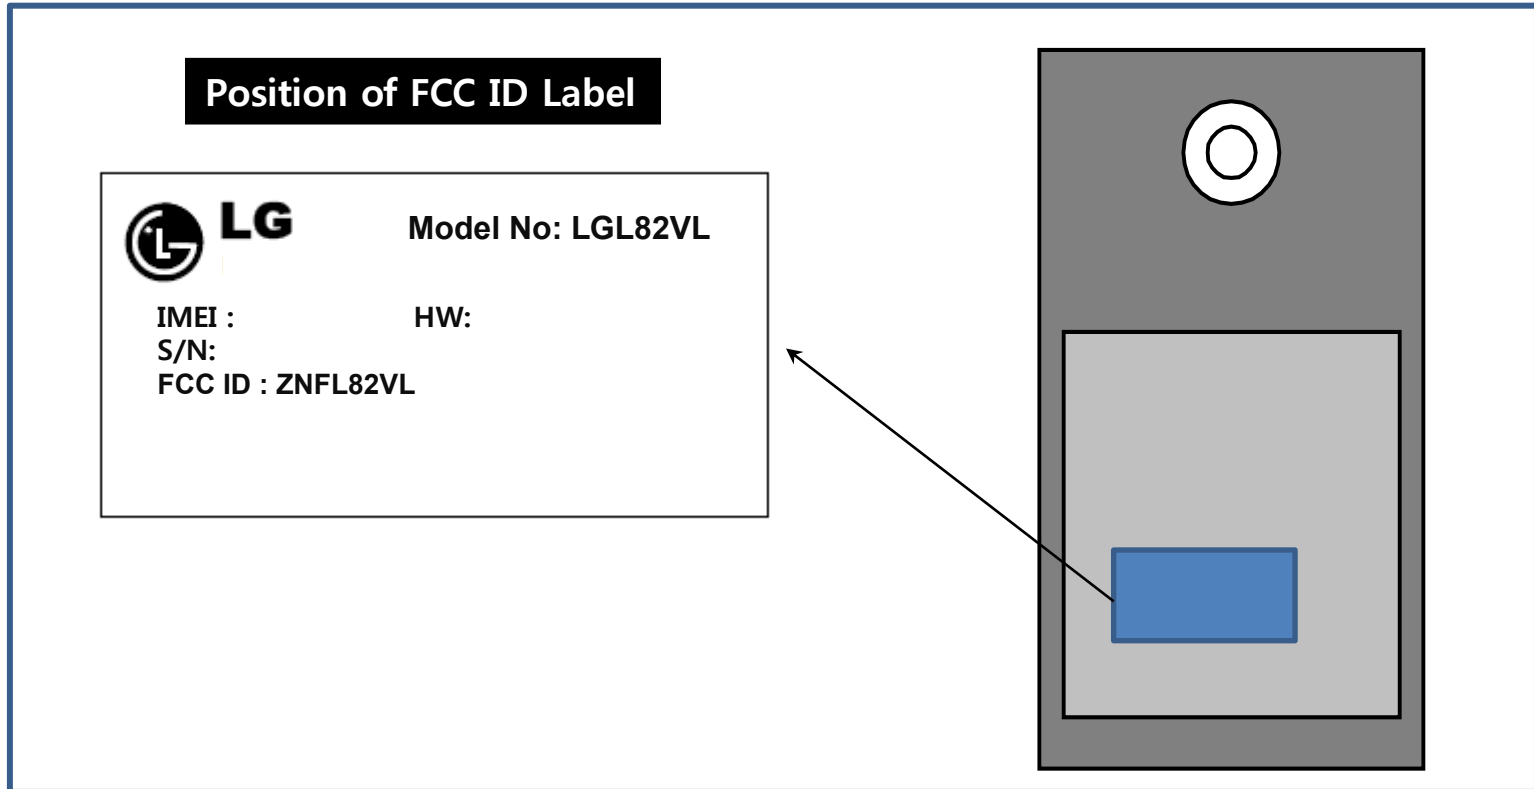 Position of FCC ID Label
LG
Model No: LGL82VL
IMEI : HW:
S/N:
FCC ID : ZNFL82VL